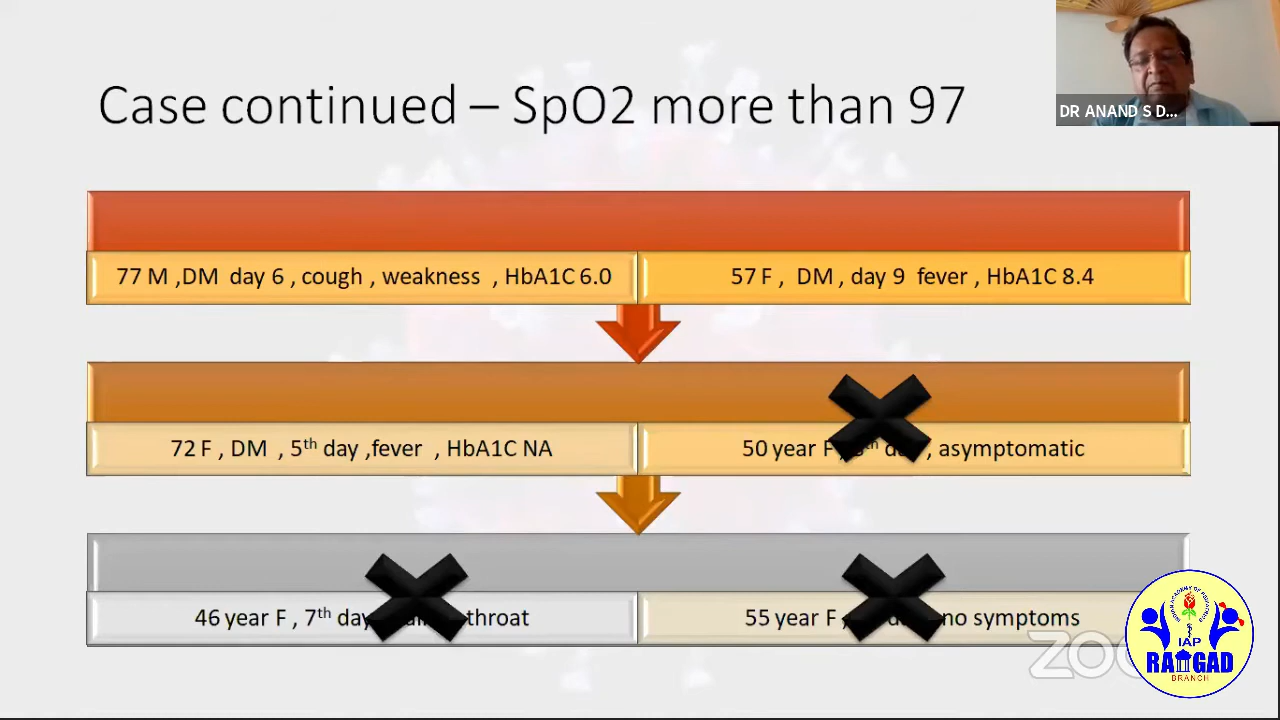 Case continued – SpO2 more than 97
DR ANAND S D...
77 M ,DM day 6 , cough , weakness , HbA1C 6.0
57 F , DM , day 9 fever , HbA1C 8.4
72 F , DM , 5th day ,fever , HbA1C NA
50 year F , , asymptomatic
46 year F , 7th day throat
55 year F no symptoms
IAP
RAIGAD
BRANCH